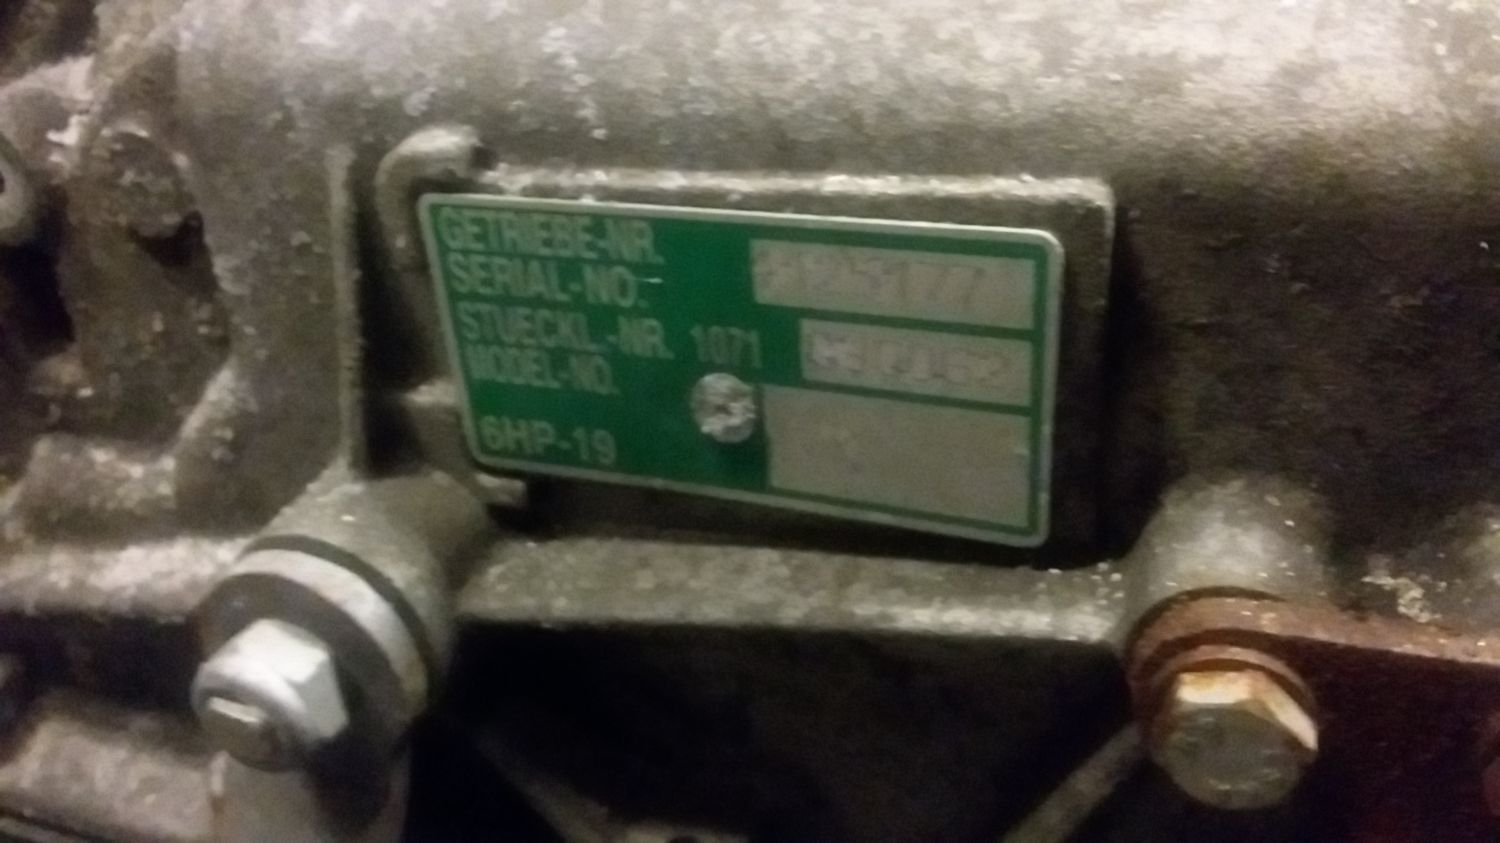 GETRIEBE-NR.
SERIAL-NO.
STUECKL.-NR. 1071
MODEL-NO.
6HP-19